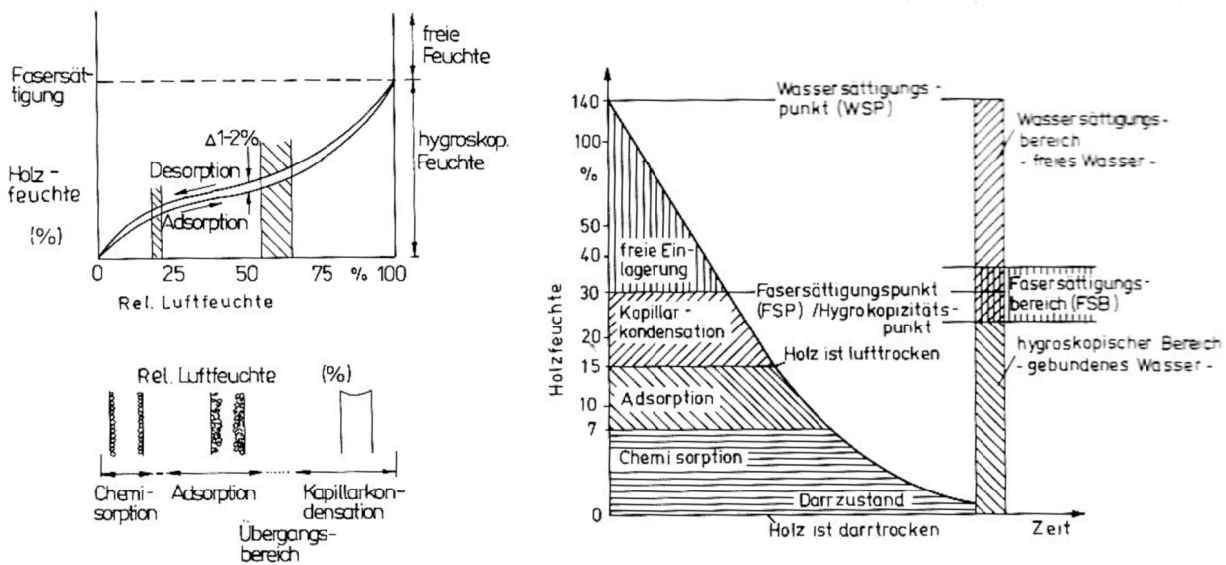 freie
Feuchte
Fasersät-
tigung
Δ1-2%
hygroskop.
Feuchte
Desorption
Holz-
feuchte
(%)
Adsorption
0
25
50
75
%
100
Rel. Luftfeuchte
Rel. Luftfeuchte (%)
Chemi-
sorption
Adsorption
Kapillarkon-
densation
Übergangs-
bereich
Holzfeuchte
140
100
%
50
40
30
20
15
10
7
0
Wassersättigungs-
punkt (WSP)
Wassersättigungs-
bereich
- freies Wasser -
freie Ein-
lagerung
Fasersättigungspunkt
(FSP) /Hygrokopizitäts-
punkt
Fasersättigungs-
bereich (FSB)
Kapillar-
kondensation
Holz ist lufttrocken
hygroskopischer Bereich
- gebundenes Wasser -
Adsorption
Chemisorption
Darrzustand
Holz ist darrtrocken
Zeit